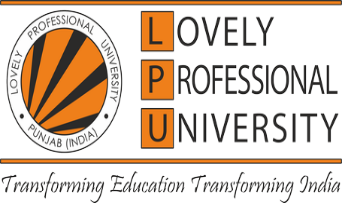 LOVELY PROFESSIONAL UNIVERSITY
• PUNJAB (INDIA) •
LOVELY
PROFESSIONAL
UNIVERSITY
Transforming Education Transforming India